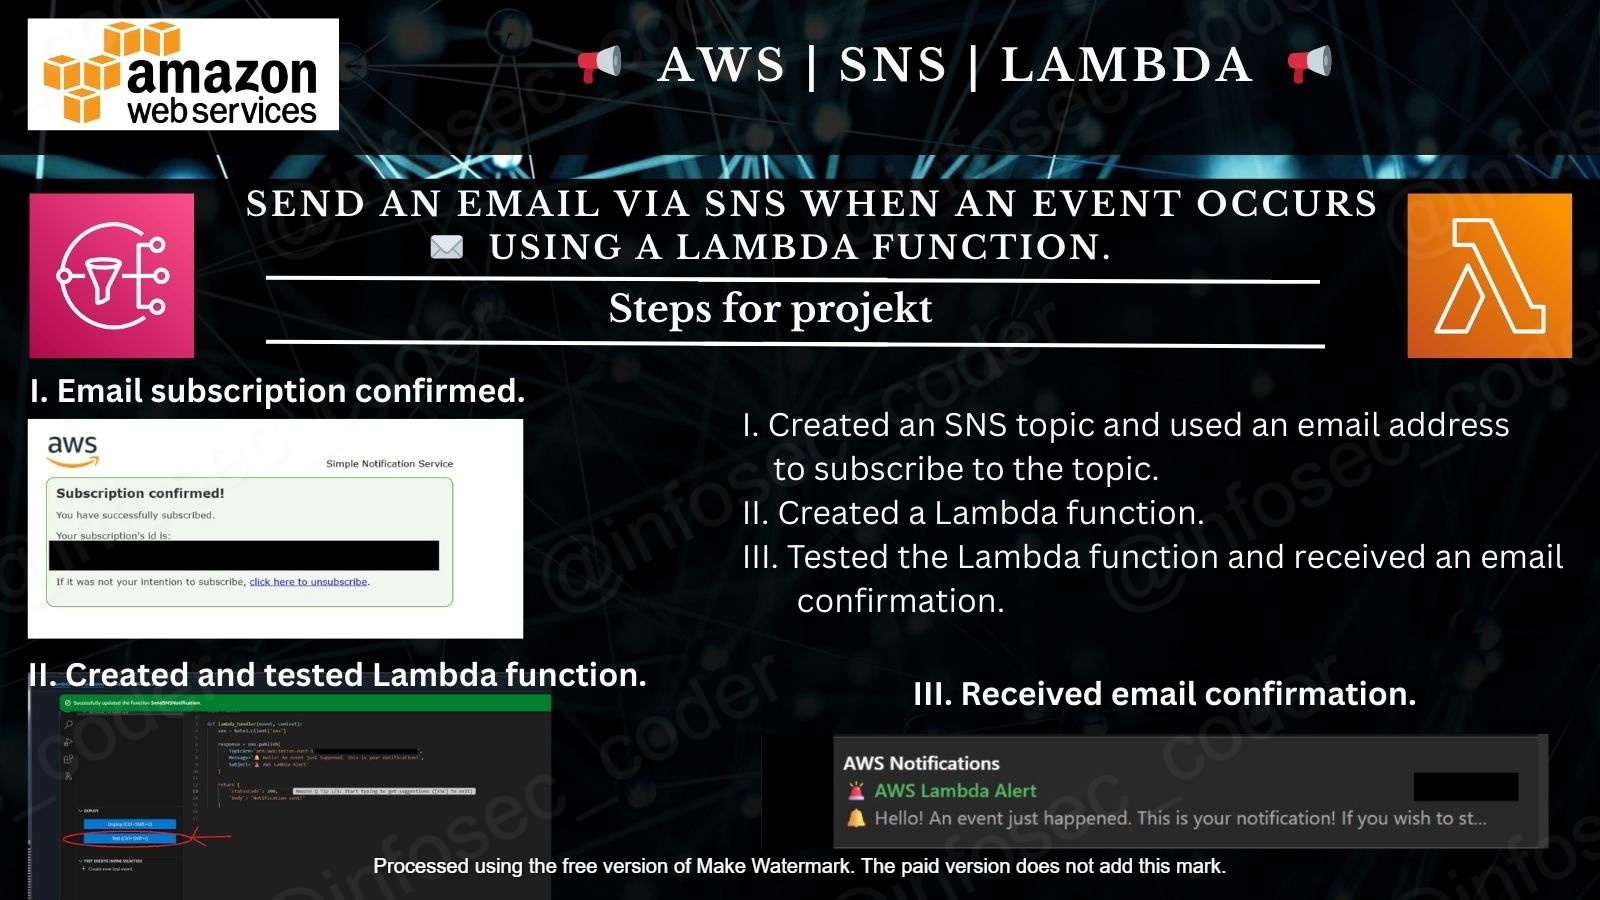 amazon
web services
AWS | SNS | LAMBDA
SEND AN EMAIL VIA SNS WHEN AN EVENT OCCURS
USING A LAMBDA FUNCTION.
Steps for projekt
I. Email subscription confirmed.
aws
Simple Notification Service
Subscription confirmed!
You have successfully subscribed.
Your subscription's id is:
If it was not your intention to subscribe, click here to unsubscribe.
I. Created an SNS topic and used an email address
to subscribe to the topic.
II. Created a Lambda function.
III. Tested the Lambda function and received an email
confirmation.
II. Created and tested Lambda function.
Successfully updated the function SendSNSNotification.
def lambda_handler(event, context):
sns = boto3.client('sns')
response = sns.publish(
TopicArn='arn:aws:sns:us-east-1:
Message='🔔 Hello! An event just happened. This is your notification!',
Subject='🚨 AWS Lambda Alert'
)
return {
'statusCode': 200,
Amazon Q Tip 1/3: Start typing to get suggestions ([ESC] to exit)
'body': 'Notification sent!'
}
DEPLOY
Deploy (Ctrl+Shift+U)
Test (Ctrl+Shift+I)
TEST EVENTS [NONE SELECTED]
+ Create new test event
III. Received email confirmation.
AWS Notifications
🚨 AWS Lambda Alert
🔔 Hello! An event just happened. This is your notification! If you wish to st...
Processed using the free version of Make Watermark. The paid version does not add this mark.
@infosec_coder